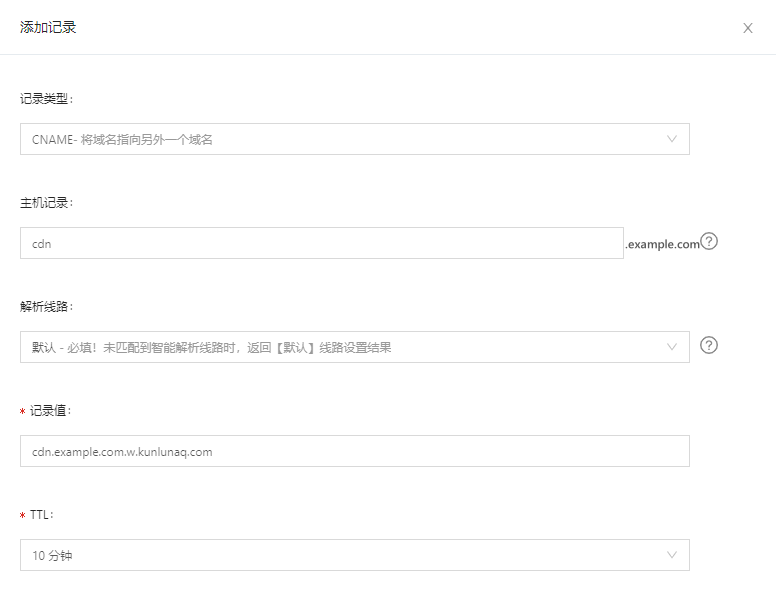 添加记录
记录类型:
CNAME- 将域名指向另外一个域名
主机记录:
cdn .example.com
解析线路:
默认 - 必填！未匹配到智能解析线路时，返回【默认】线路设置结果
* 记录值:
cdn.example.com.w.kunlunaq.com
* TTL:
10 分钟